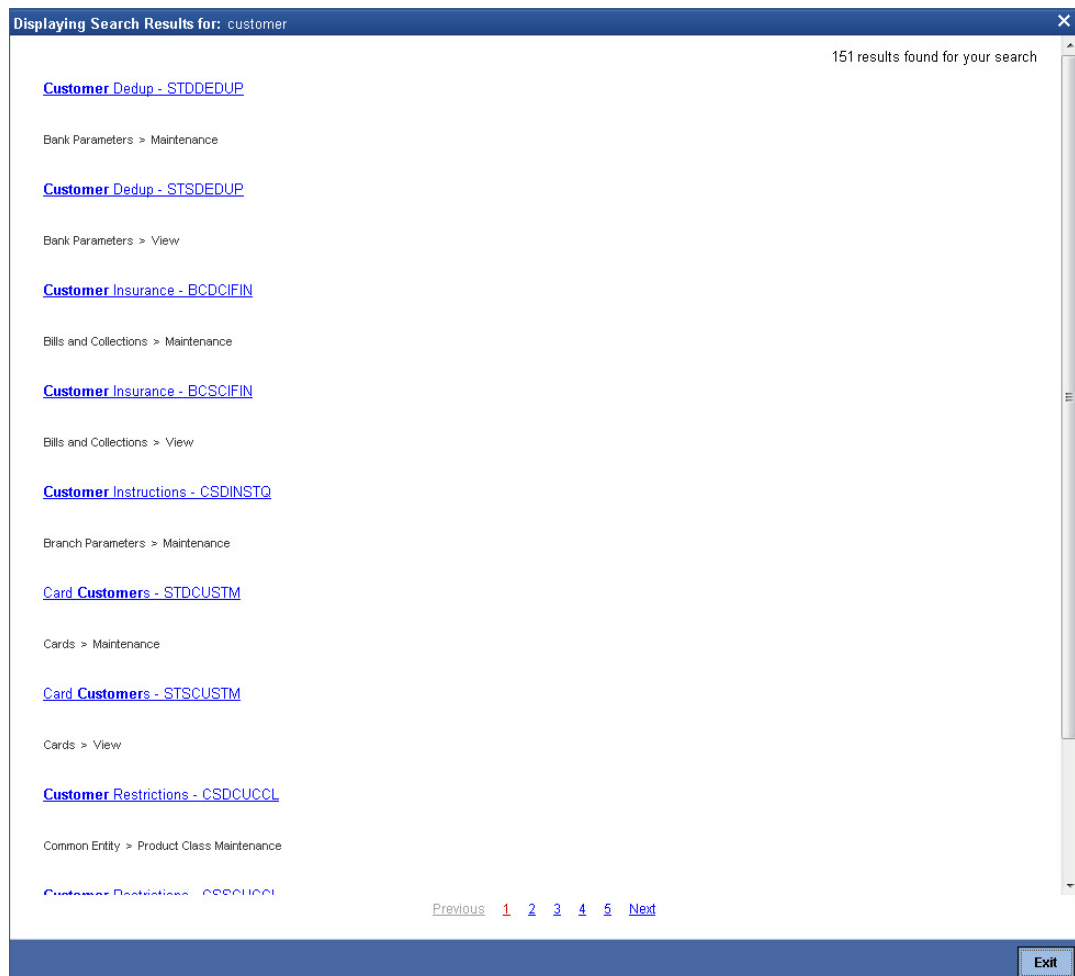 Displaying Search Results for: customer
151 results found for your search
Customer Dedup - STDDEDUP
Bank Parameters > Maintenance
Customer Dedup - STSDEDUP
Bank Parameters > View
Customer Insurance - BCDCIFIN
Bills and Collections > Maintenance
Customer Insurance - BCSCIFIN
Bills and Collections > View
Customer Instructions - CSDINSTQ
Branch Parameters > Maintenance
Card Customers - STDCUSTM
Cards > Maintenance
Card Customers - STSCUSTM
Cards > View
Customer Restrictions - CSDCUCCL
Common Entity > Product Class Maintenance
Customer Restrictions - CSSCUCCL
Previous 1 2 3 4 5 Next
Exit